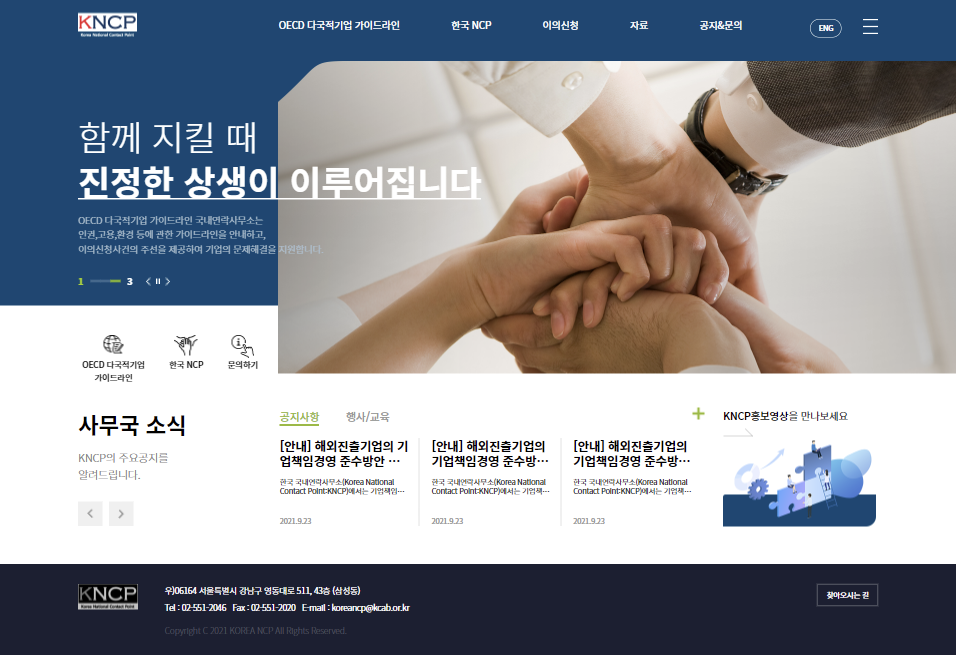 KNCP
Korea National Contact Point
OECD 다국적기업 가이드라인
한국 NCP
이의신청
자료
공지&문의
ENG
함께 지킬 때
진정한 상생이 이루어집니다
OECD 다국적기업 가이드라인 국내연락사무소는
인권,고용,환경 등에 관한 가이드라인을 안내하고,
이의신청사건의 주선을 제공하여 기업의 문제해결을 지원합니다.
1
3
OECD 다국적기업
가이드라인
한국 NCP
문의하기
사무국 소식
KNCP의 주요공지를
알려드립니다.
공지사항
행사/교육
[안내] 해외진출기업의 기
업책임경영 준수방안 ...
한국 국내연락사무소(Korea National
Contact Point:KNCP)에서는 기업책임...
2021.9.23
[안내] 해외진출기업의
기업책임경영 준수방...
한국 국내연락사무소(Korea National
Contact Point:KNCP)에서는 기업책...
2021.9.23
[안내] 해외진출기업의
기업책임경영 준수방...
한국 국내연락사무소(Korea National
Contact Point:KNCP)에서는 기업책...
2021.9.23
KNCP홍보영상을 만나보세요
KNCP
Korea National Contact Point
우)06164 서울특별시 강남구 영동대로 511, 43층 (삼성동)
Tel : 02-551-2046 Fax : 02-551-2020 E-mail : koreancp@kcab.or.kr
Copyright C 2021 KOREA NCP All Rights Reserved.
찾아오시는 길